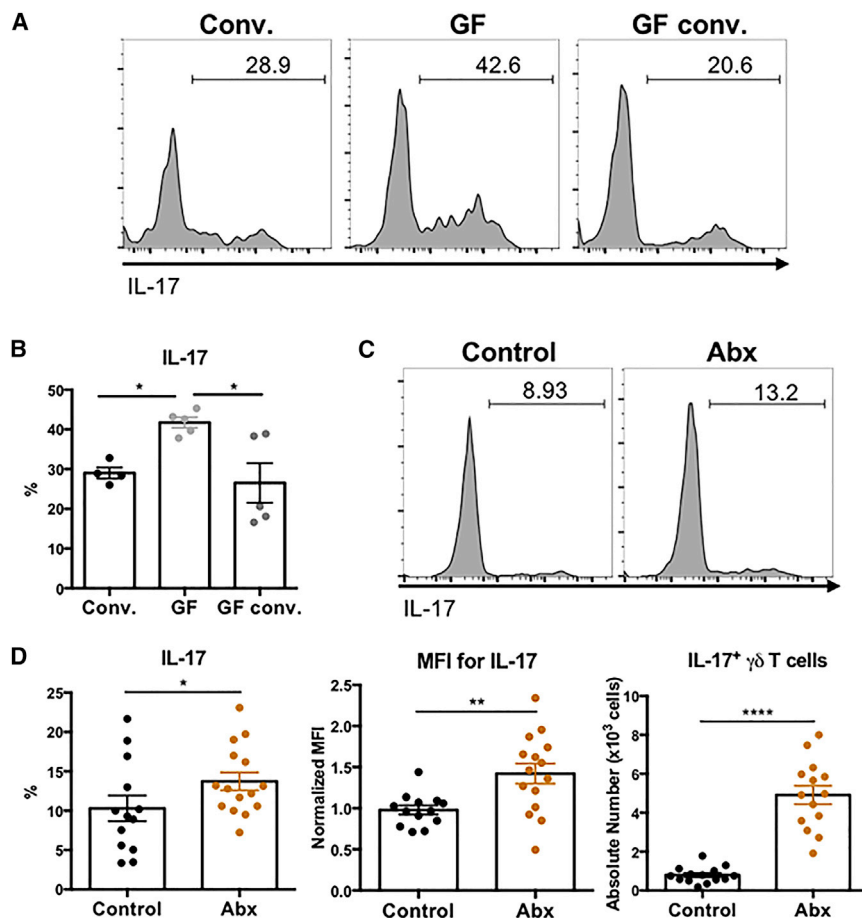 A
Conv.
GF
GF conv.
28.9
42.6
20.6
IL-17
B
IL-17
*
*
50
40
30
20
10
0
%
Conv.
GF
GF conv.
C
Control
Abx
8.93
13.2
IL-17
D
IL-17
*
25
20
15
10
5
0
%
Control
Abx
MFI for IL-17
**
2.5
2.0
1.5
1.0
0.5
0.0
Normalized MFI
Control
Abx
IL-17⁺ γδ T cells
****
10
8
6
4
2
0
Absolute Number (x10³ cells)
Control
Abx